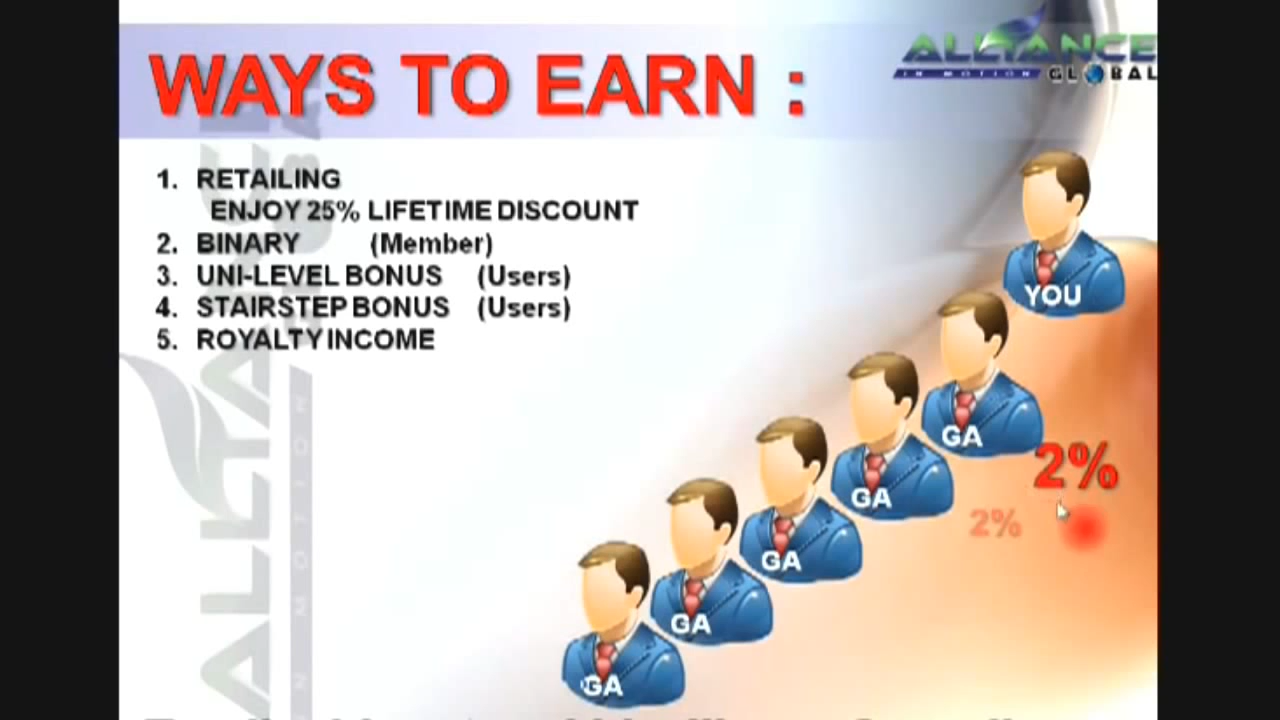 WAYS TO EARN :
ALLIANCE
IN MOTION GLOBAL
1. RETAILING
ENJOY 25% LIFETIME DISCOUNT
2. BINARY (Member)
3. UNI-LEVEL BONUS (Users)
4. STAIRSTEP BONUS (Users)
5. ROYALTY INCOME
YOU
GA
2%
GA
2%
GA
GA
GA